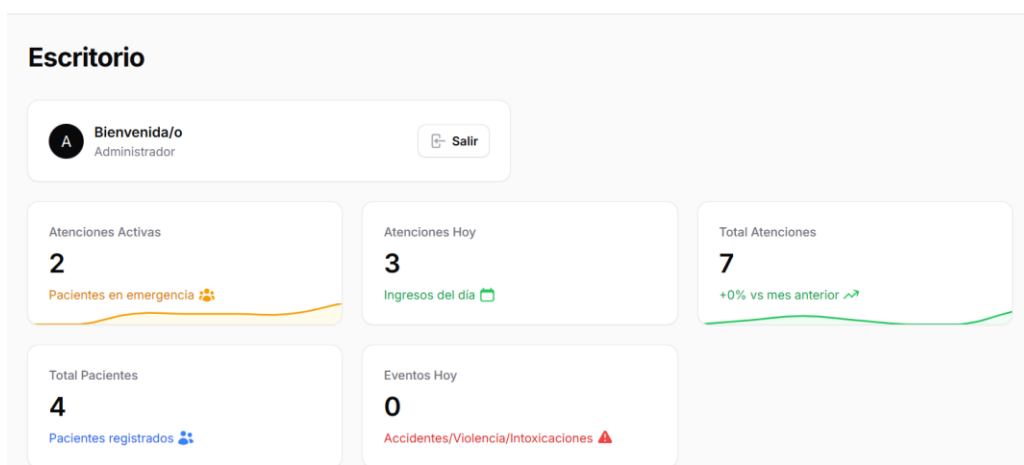 Escritorio
A
Bienvenida/o
Administrador
Salir
Atenciones Activas
2
Pacientes en emergencia
Atenciones Hoy
3
Ingresos del día
Total Atenciones
7
+0% vs mes anterior
Total Pacientes
4
Pacientes registrados
Eventos Hoy
0
Accidentes/Violencia/Intoxicaciones